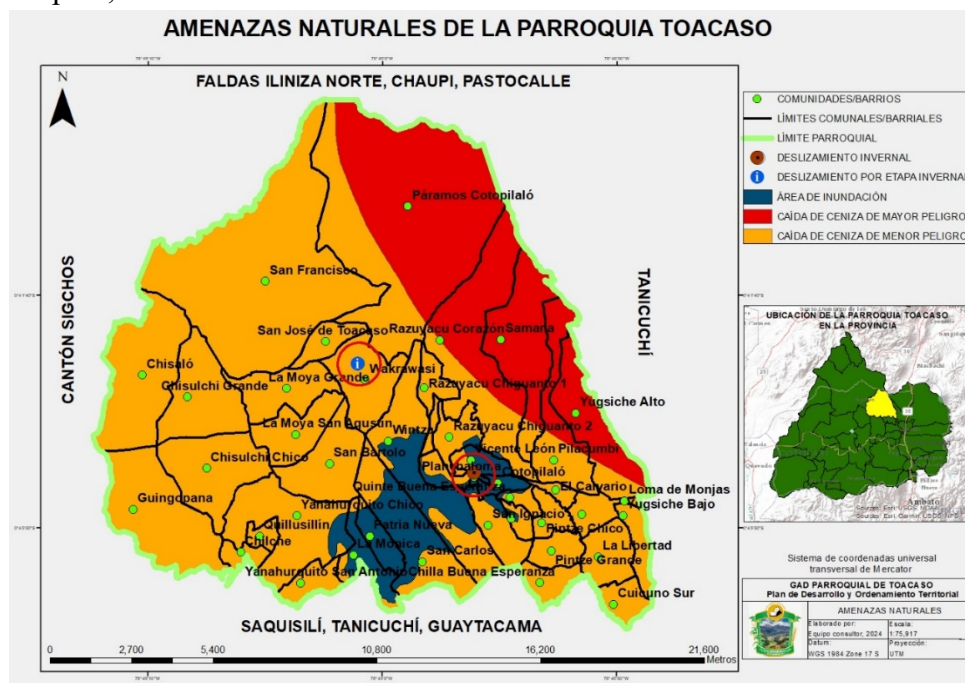 AMENAZAS NATURALES DE LA PARROQUIA TOACASO
N
FALDAS ILINIZA NORTE, CHAUPI, PASTOCALLE
CANTÓN SIGCHOS
TANICUCHÍ
Páramos Cotopilaló
San Francisco
San José de Toacaso
Razuyacu Corazón
Samana
Chisaló
Wakrawasi
La Moya Grande
Chisulchi Grande
Razuyacu Chiguanto 1
Yugsiche Alto
La Moya San Agustín
Razuyacu Chiguanto 2
Wintza
Vicente León Pilacumbi
San Bartolo
Chisulchi Chico
Cotopilaló
Quinte Buena Esperanza
El Calvario
Loma de Monjas
Guingopana
Yanahurquito Chico
Yugsiche Bajo
Quillusillin
Patria Nueva
San Ignacio
Pintze Chico
Chilche
La Monica
San Carlos
La Libertad
Pintze Grande
Yanahurquito San Antonio
Chilla Buena Esperanza
Cuicuno Sur
SAQUISILÍ, TANICUCHÍ, GUAYTACAMA
0 2,700 5,400 10,800 16,200 21,600
Metros
COMUNIDADES/BARRIOS
LÍMITES COMUNALES/BARRIALES
LÍMITE PARROQUIAL
DESLIZAMIENTO INVERNAL
DESLIZAMIENTO POR ETAPA INVERNAL
ÁREA DE INUNDACIÓN
CAÍDA DE CENIZA DE MAYOR PELIGRO
CAÍDA DE CENIZA DE MENOR PELIGRO
UBICACIÓN DE LA PARROQUIA TOACASO
EN LA PROVINCIA
Ambato
Sistema de coordenadas universal
transversal de Mercator
GAD PARROQUIAL DE TOACASO
Plan de Desarrollo y Ordenamiento Territorial
AMENAZAS NATURALES
Elaborado por:
Equipo consultor, 2024
Escala:
1:75,917
Datum:
WGS 1984 Zone 17 S
Proyección:
UTM